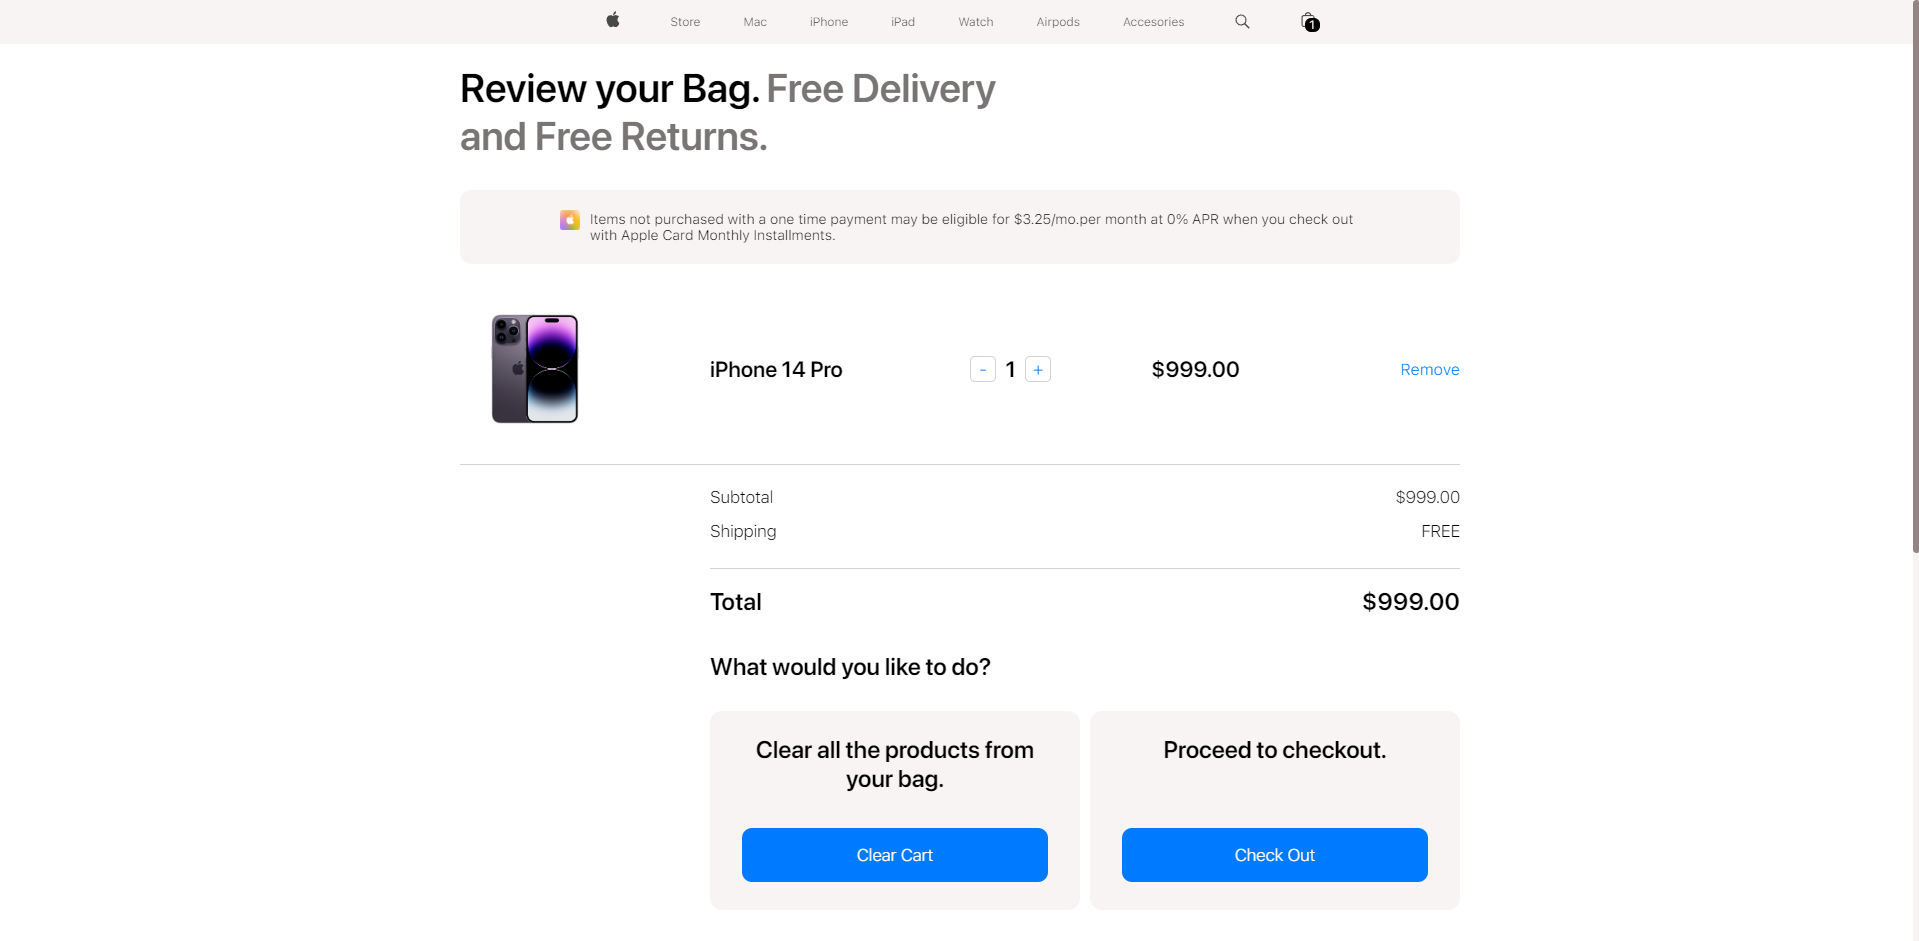 Store Mac iPhone iPad Watch Airpods Accesories 1
Review your Bag. Free Delivery
and Free Returns.
Items not purchased with a one time payment may be eligible for $3.25/mo.per month at 0% APR when you check out
with Apple Card Monthly Installments.
iPhone 14 Pro - 1 + $999.00 Remove
Subtotal $999.00
Shipping FREE
Total $999.00
What would you like to do?
Clear all the products from
your bag.
Clear Cart
Proceed to checkout.
Check Out